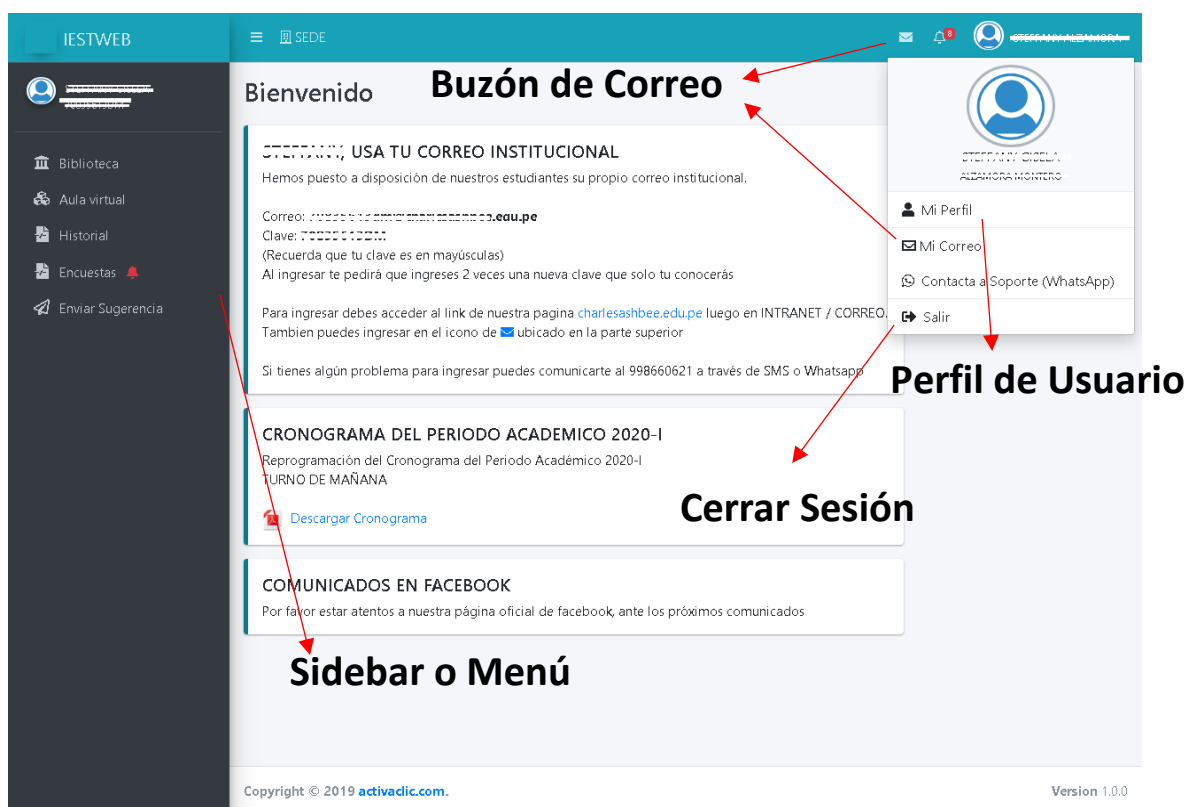 IESTWEB
SEDE
8
Bienvenido
Buzón de Correo
USA TU CORREO INSTITUCIONAL
Hemos puesto a disposición de nuestros estudiantes su propio correo institucional.
Correo: .edu.pe
Clave:
(Recuerda que tu clave es en mayúsculas)
Al ingresar te pedirá que ingreses 2 veces una nueva clave que solo tu conocerás
Para ingresar debes acceder al link de nuestra pagina charlesashbee.edu.pe luego en INTRANET / CORREO.
Tambien puedes ingresar en el icono de ubicado en la parte superior
Si tienes algún problema para ingresar puedes comunicarte al 998660621 a través de SMS o Whatsapp
Biblioteca
Aula virtual
Historial
Encuestas
Enviar Sugerencia
Mi Perfil
Mi Correo
Contacta a Soporte (WhatsApp)
Salir
Perfil de Usuario
CRONOGRAMA DEL PERIODO ACADEMICO 2020-I
Reprogramación del Cronograma del Periodo Académico 2020-I
TURNO DE MAÑANA
Descargar Cronograma
Cerrar Sesión
COMUNICADOS EN FACEBOOK
Por favor estar atentos a nuestra página oficial de facebook, ante los próximos comunicados
Sidebar o Menú
Copyright © 2019 activaclic.com.
Version 1.0.0